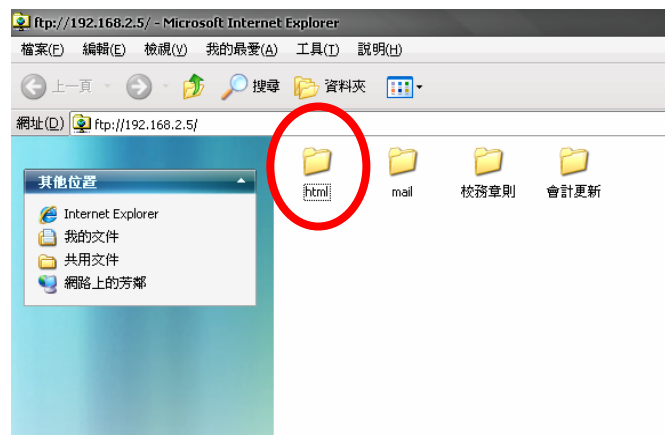 ftp://192.168.2.5/ - Microsoft Internet Explorer
檔案(F) 編輯(E) 檢視(V) 我的最愛(A) 工具(T) 說明(H)
上一頁 搜尋 資料夾
網址(D) ftp://192.168.2.5/
其他位置
Internet Explorer
我的文件
共用文件
網路上的芳鄰
html mail 校務章則 會計更新